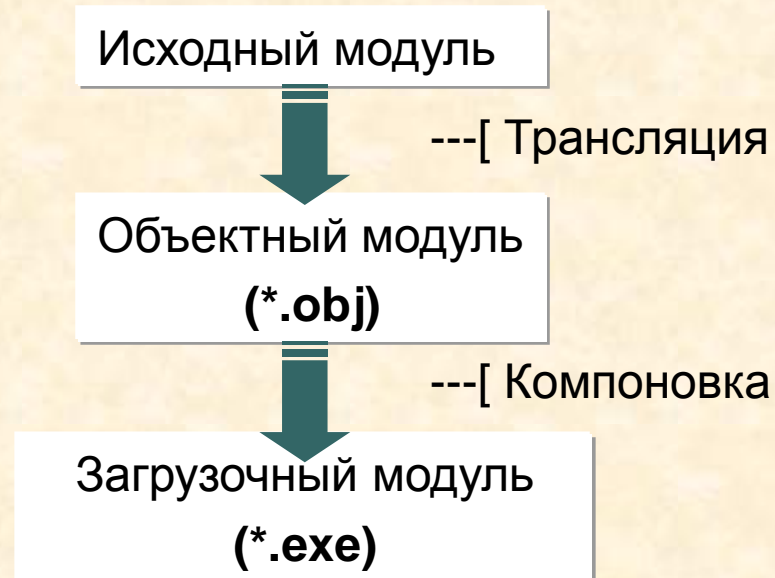 Исходный модуль
---[ Трансляция
Объектный модуль
(*.obj)
---[ Компоновка
Загрузочный модуль
(*.exe)